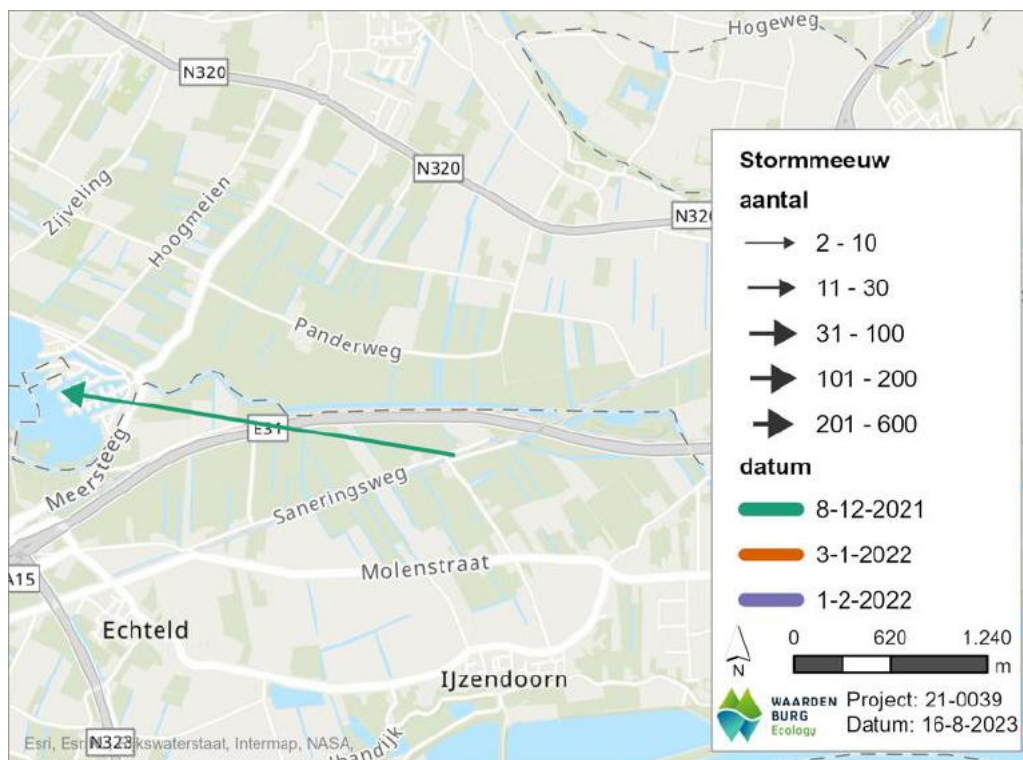 Hogeweg
N320
N320
Zijveling
Hoogmeien
N32
Panderweg
E31
Meersteeg
Saneringsweg
Molenstraat
A15
Echteld
IJzendoorn
N323
Esri, Esri
kswaterstaat, Intermap, NASA,
lbandijk
Stormmeeuw
aantal
2 - 10
11 - 30
31 - 100
101 - 200
201 - 600
datum
8-12-2021
3-1-2022
1-2-2022
0 620 1.240
m
N
WAARDEN
BURG
Ecology
Project: 21-0039
Datum: 16-8-2023